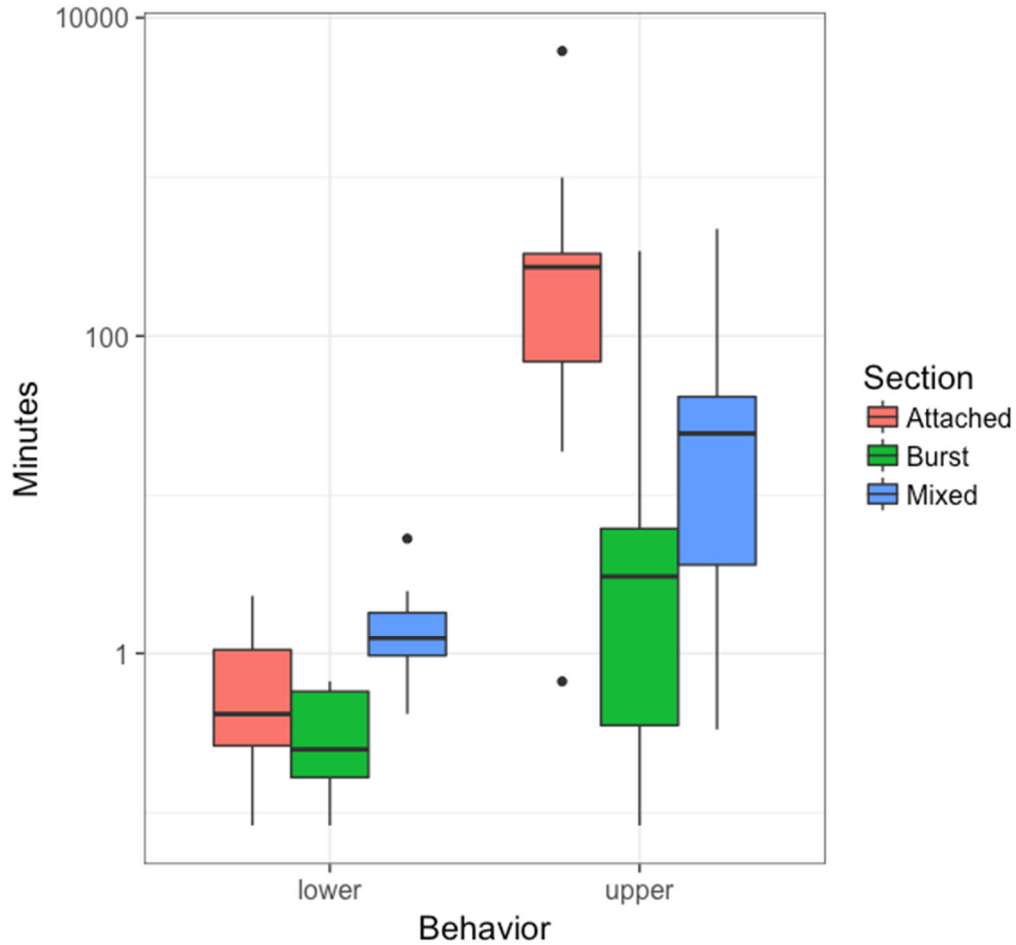 10000
100
1
Minutes
lower
upper
Behavior
Section
Attached
Burst
Mixed